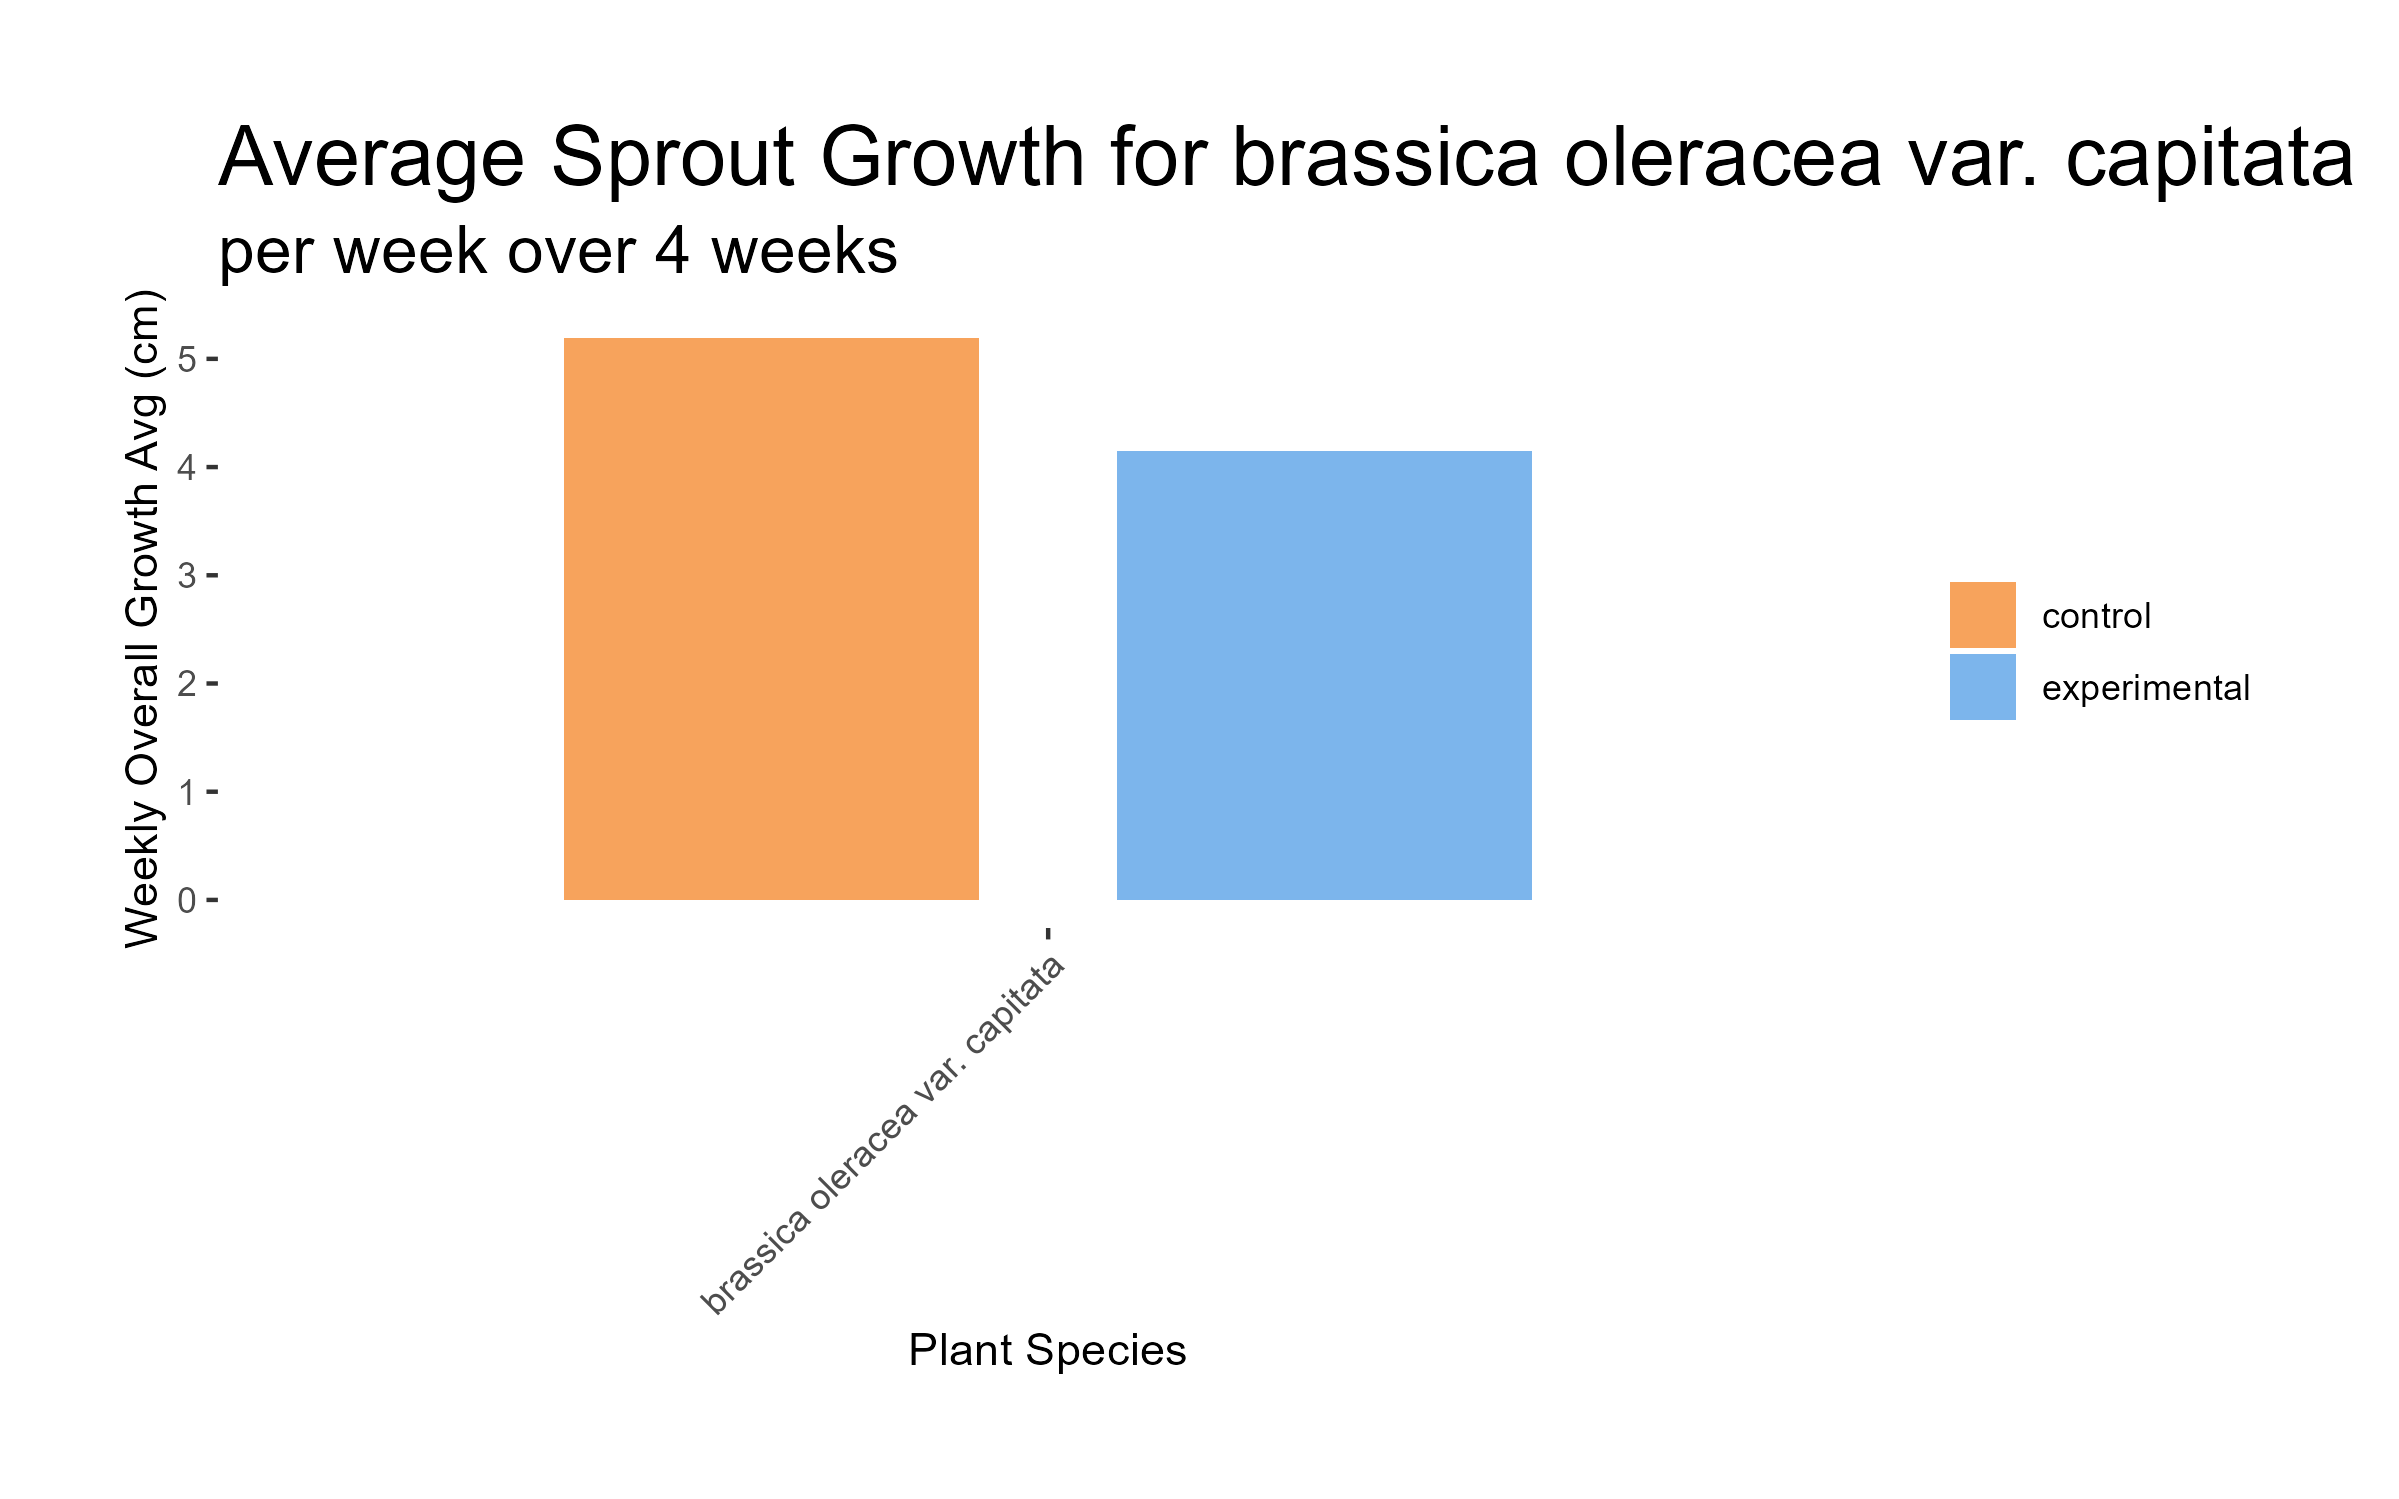 Average Sprout Growth for brassica oleracea var. capitata
per week over 4 weeks
Weekly Overall Growth Avg (cm)
5
4
3
2
1
0
control
experimental
brassica oleracea var. capitata
Plant Species